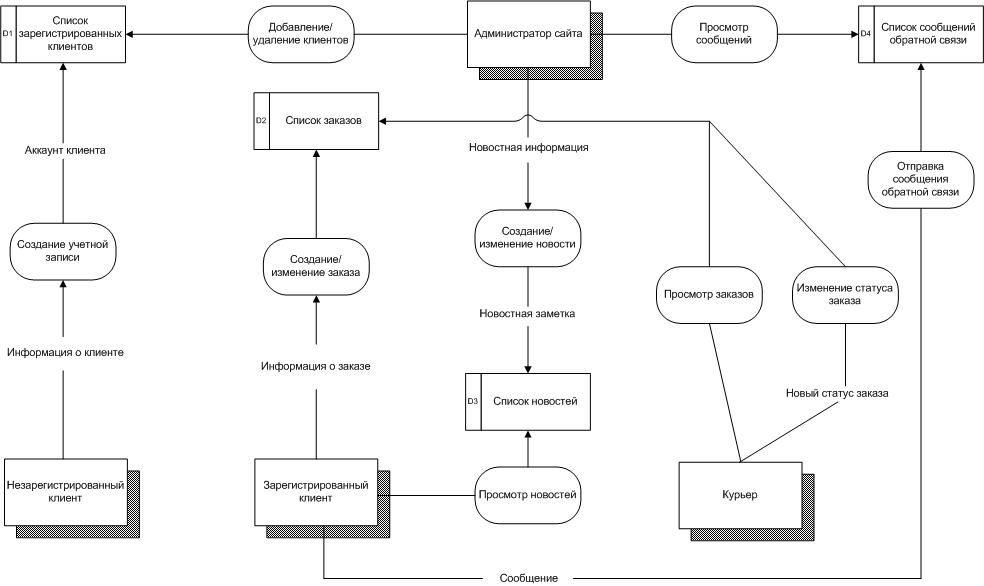 D1
Список
зарегистрированных
клиентов
Добавление/
удаление клиентов
Администратор сайта
Просмотр
сообщений
D4
Список сообщений
обратной связи
D2
Список заказов
Аккаунт клиента
Новостная информация
Отправка
сообщения
обратной связи
Создание учетной
записи
Создание/
изменение заказа
Создание/
изменение новости
Просмотр заказов
Изменение статуса
заказа
Новостная заметка
Информация о клиенте
Информация о заказе
D3
Список новостей
Новый статус заказа
Незарегистрированный
клиент
Зарегистрированный
клиент
Просмотр новостей
Курьер
Сообщение